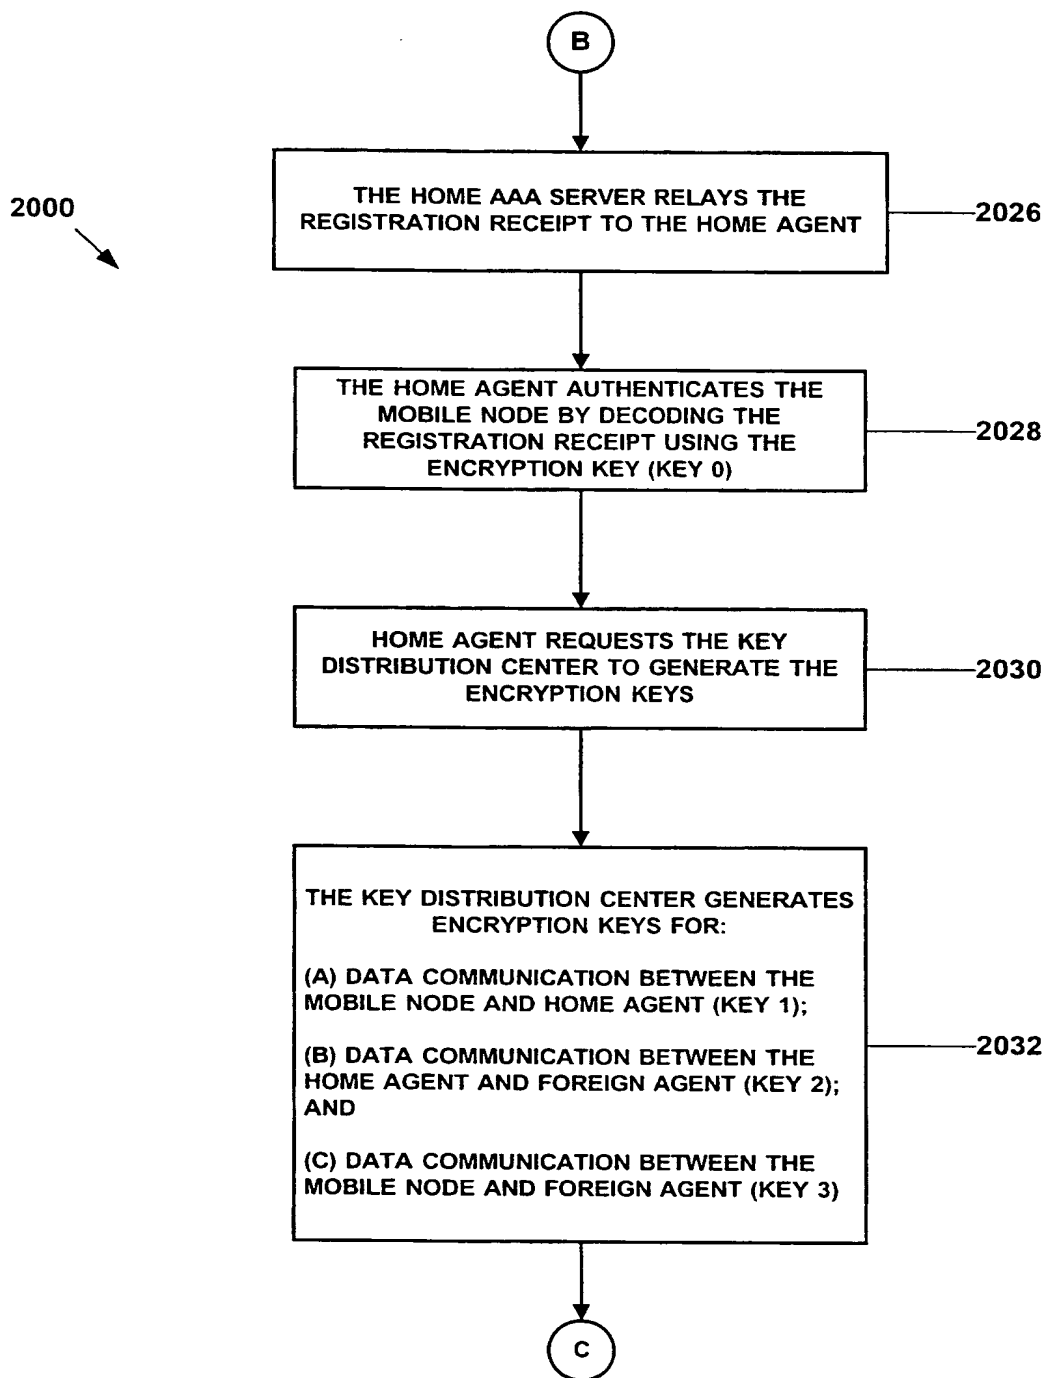 B
2000
THE HOME AAA SERVER RELAYS THE
REGISTRATION RECEIPT TO THE HOME AGENT
2026
THE HOME AGENT AUTHENTICATES THE
MOBILE NODE BY DECODING THE
REGISTRATION RECEIPT USING THE
ENCRYPTION KEY (KEY 0)
2028
HOME AGENT REQUESTS THE KEY
DISTRIBUTION CENTER TO GENERATE THE
ENCRYPTION KEYS
2030
THE KEY DISTRIBUTION CENTER GENERATES
ENCRYPTION KEYS FOR:
(A) DATA COMMUNICATION BETWEEN THE
MOBILE NODE AND HOME AGENT (KEY 1);
(B) DATA COMMUNICATION BETWEEN THE
HOME AGENT AND FOREIGN AGENT (KEY 2);
AND
(C) DATA COMMUNICATION BETWEEN THE
MOBILE NODE AND FOREIGN AGENT (KEY 3)
2032
C